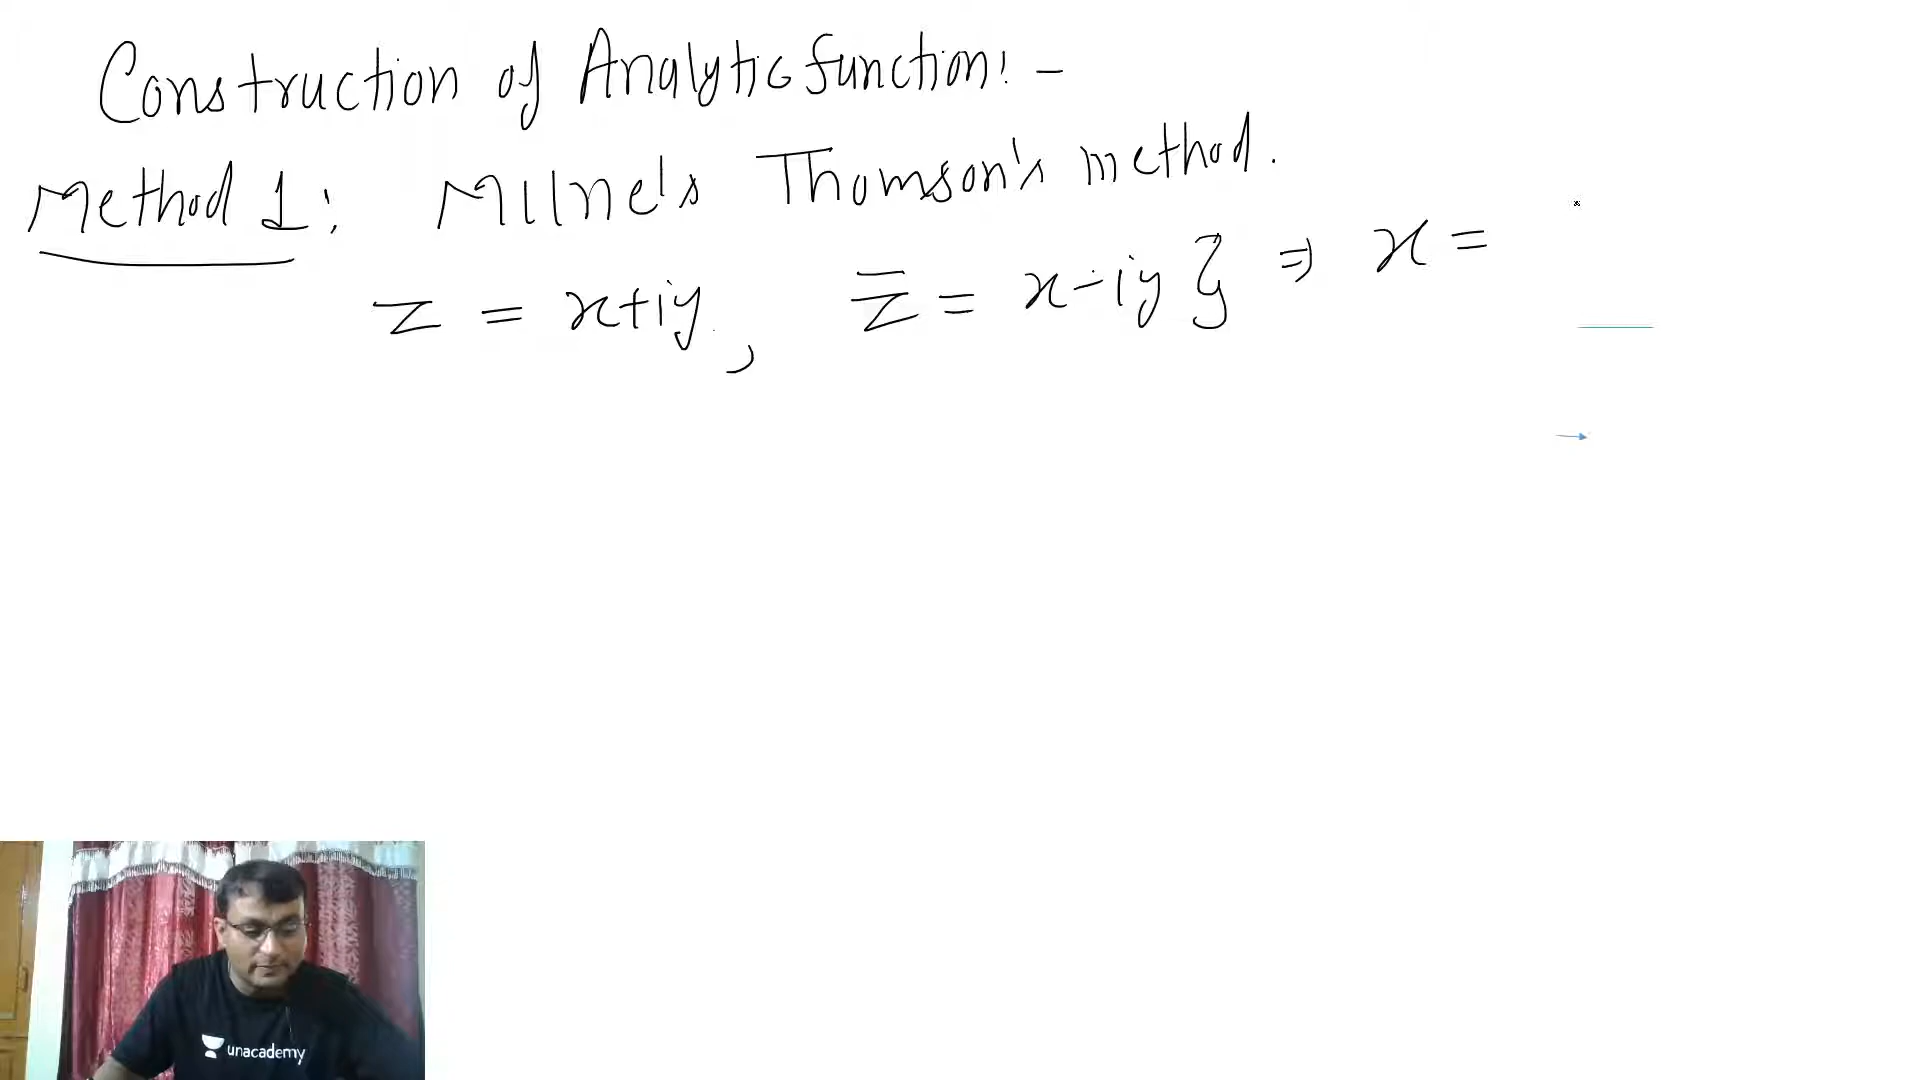 Construction of Analytic function: -
Method 1: Milne's Thomson's method.
z = x+iy, z̄ = x-iy } ⇒ x =
unacademy